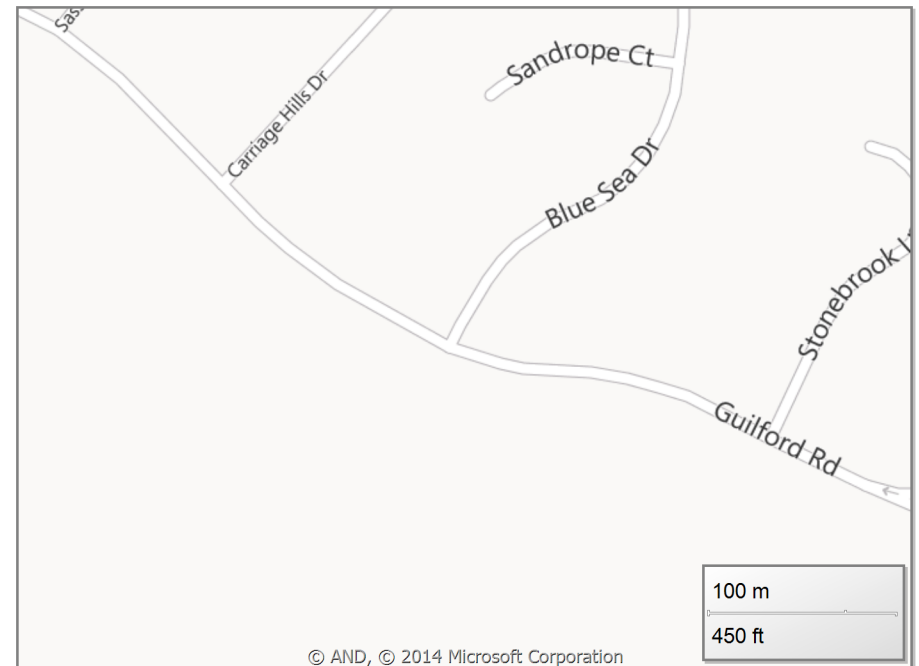 Carriage Hills Dr
Sandrope Ct
Blue Sea Dr
Stonebrook
Guilford Rd
100 m
450 ft
© AND, © 2014 Microsoft Corporation